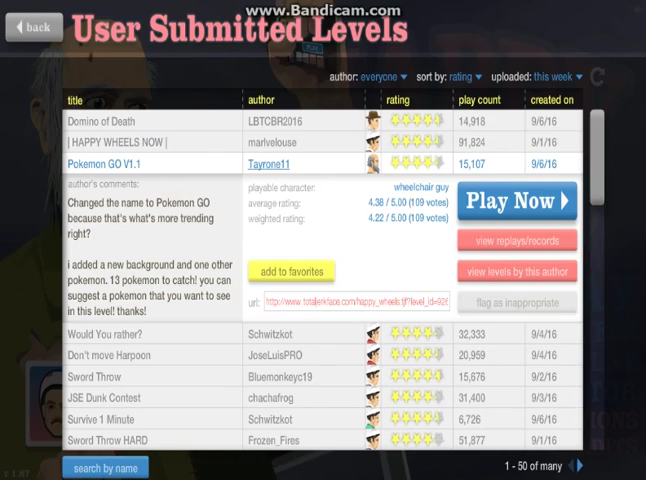 www.Bandicam.com
back
User Submitted Levels
author: everyone sort by: rating uploaded: this week
title author rating play count created on
Domino of Death LBTCBR2016 14,918 9/6/16
| HAPPY WHEELS NOW | marlvelouse 91,824 9/1/16
Pokemon GO V1.1 Tayrone11 15,107 9/6/16
author's comments:
Changed the name to Pokemon GO
because that's what's more trending
right?
i added a new background and one other
pokemon. 13 pokemon to catch! you can
suggest a pokemon that you want to see
in this level! thanks!
playable character: wheelchair guy
average rating: 4.38 / 5.00 (109 votes)
weighted rating: 4.22 / 5.00 (109 votes)
add to favorites
url: http://www.totaljerkface.com/happy_wheels.tjf?level_id=926
Play Now
view replays/records
view levels by this author
flag as inappropriate
Would You rather? Schwitzkot 32,333 9/4/16
Don't move Harpoon JoseLuisPRO 20,959 9/4/16
Sword Throw Bluemonkeyc19 15,676 9/2/16
JSE Dunk Contest chachafrog 31,400 9/3/16
Survive 1 Minute Schwitzkot 6,726 9/6/16
Sword Throw HARD Frozen_Fires 51,877 9/1/16
search by name
1 - 50 of many
v 1.87